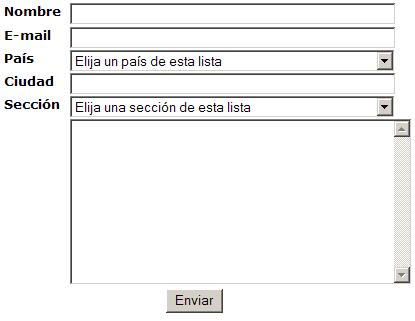 Nombre
E-mail
País Elija un país de esta lista
Ciudad
Sección Elija una sección de esta lista
Enviar